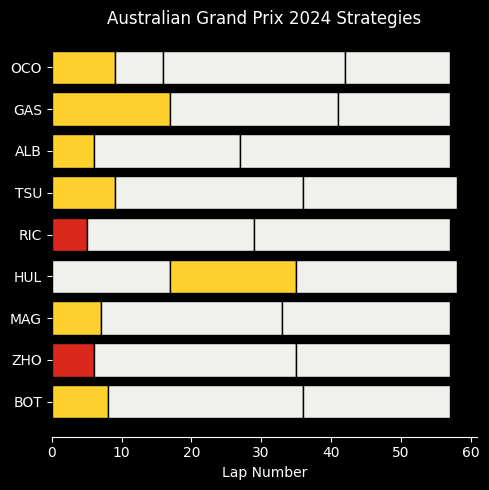 Australian Grand Prix 2024 Strategies
OCO
GAS
ALB
TSU
RIC
HUL
MAG
ZHO
BOT
0 10 20 30 40 50 60
Lap Number